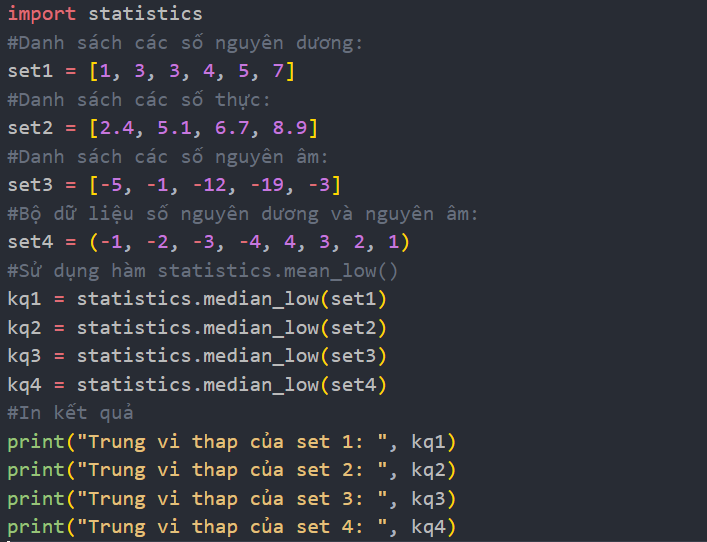 import statistics
#Danh sách các số nguyên dương:
set1 = [1, 3, 3, 4, 5, 7]
#Danh sách các số thực:
set2 = [2.4, 5.1, 6.7, 8.9]
#Danh sách các số nguyên âm:
set3 = [-5, -1, -12, -19, -3]
#Bộ dữ liệu số nguyên dương và nguyên âm:
set4 = (-1, -2, -3, -4, 4, 3, 2, 1)
#Sử dụng hàm statistics.mean_low()
kq1 = statistics.median_low(set1)
kq2 = statistics.median_low(set2)
kq3 = statistics.median_low(set3)
kq4 = statistics.median_low(set4)
#In kết quả
print("Trung vi thap của set 1: ", kq1)
print("Trung vi thap của set 2: ", kq2)
print("Trung vi thap của set 3: ", kq3)
print("Trung vi thap của set 4: ", kq4)